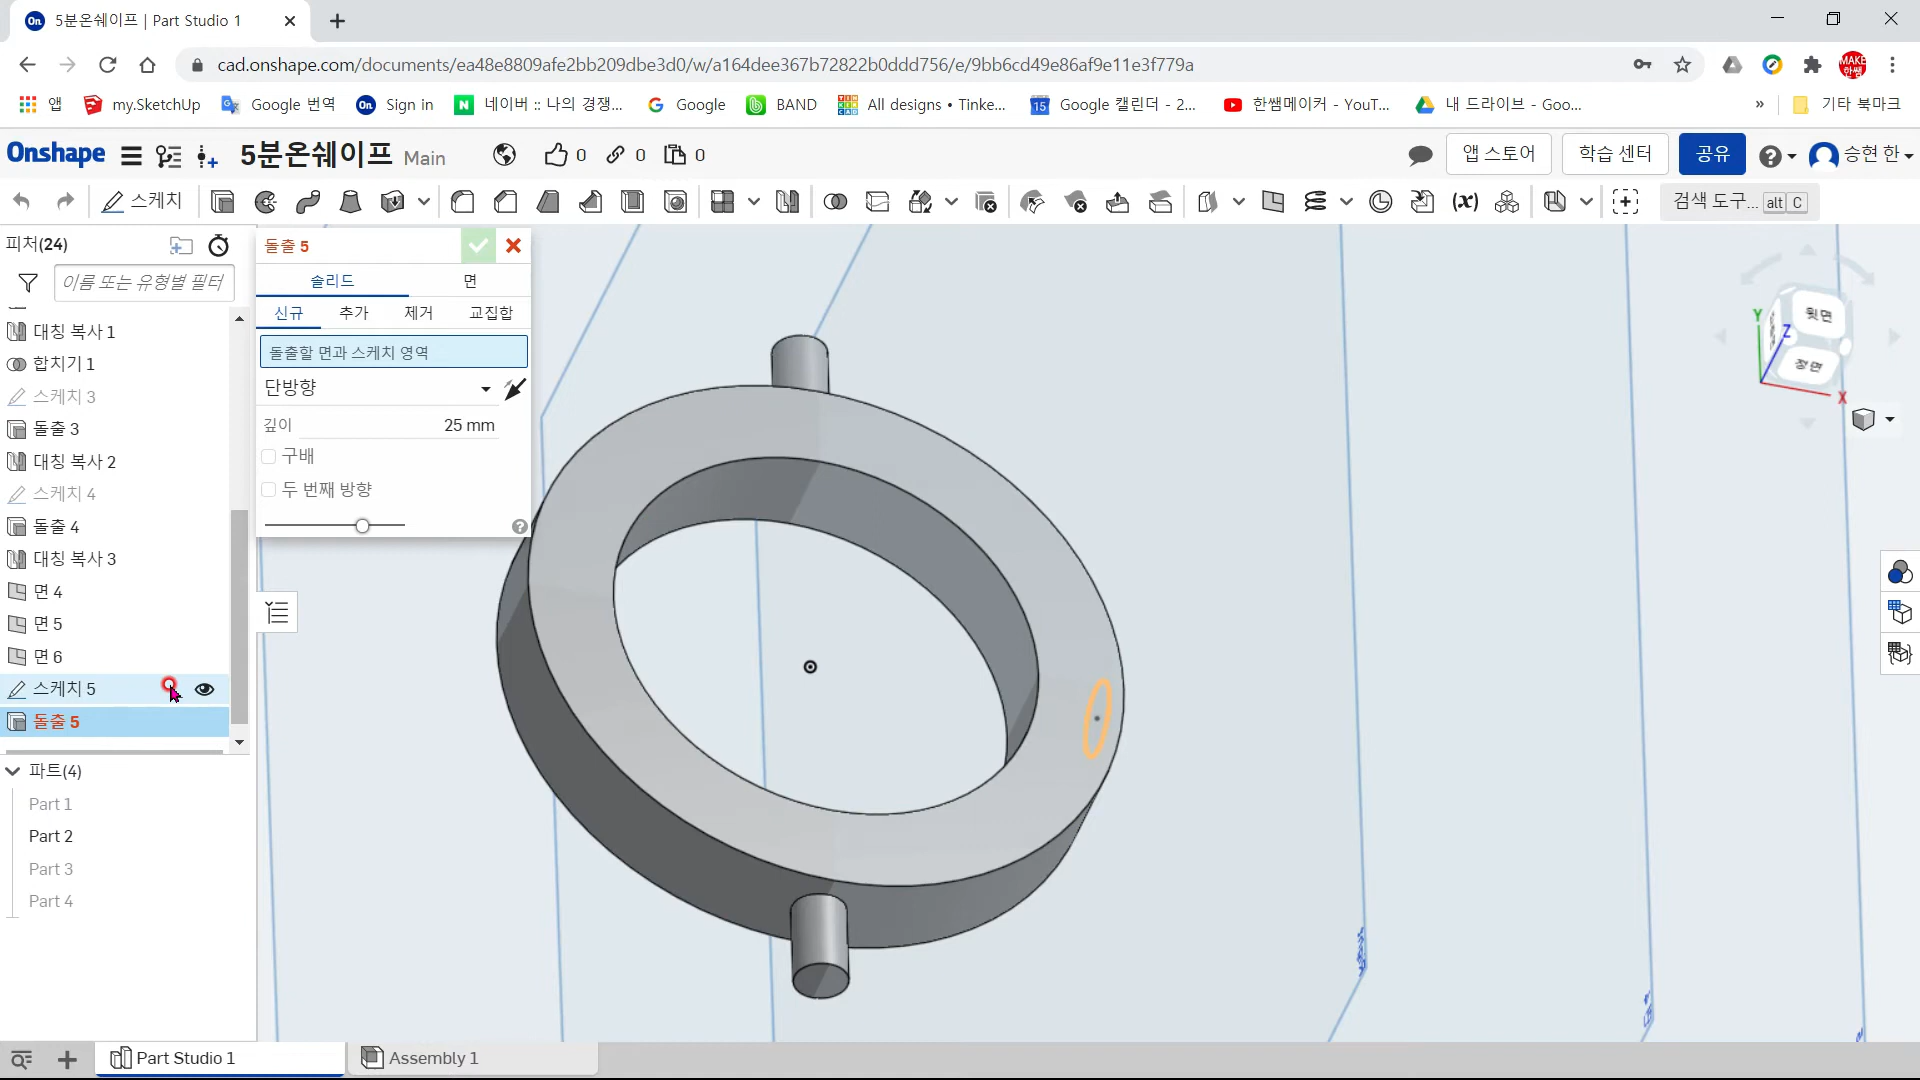 5분온쉐이프 | Part Studio 1
cad.onshape.com/documents/ea48e8809afe2bb209dbe3d0/w/a164dee367b72822b0ddd756/e/9bb6cd49e86af9e11e3f779a
MAKE 한쌤
앱 my.SketchUp Google 번역 Sign in 네이버 :: 나의 경쟁... Google BAND All designs • Tinke... 15 Google 캘린더 - 2... 한쌤메이커 - YouT... 내 드라이브 - Goo... » 기타 북마크
Onshape 5분온쉐이프 Main 0 0 0 앱 스토어 학습 센터 공유 승현 한
스케치 (x) 검색 도구... alt C
피처(24)
이름 또는 유형별 필터
대칭 복사 1
합치기 1
스케치 3
돌출 3
대칭 복사 2
스케치 4
돌출 4
대칭 복사 3
면 4
면 5
면 6
스케치 5
돌출 5
파트(4)
Part 1
Part 2
Part 3
Part 4
돌출 5
솔리드 면
신규 추가 제거 교집합
돌출할 면과 스케치 영역
단방향
깊이 25 mm
구배
두 번째 방향
윗면
정면
Y Z X
Part Studio 1 Assembly 1